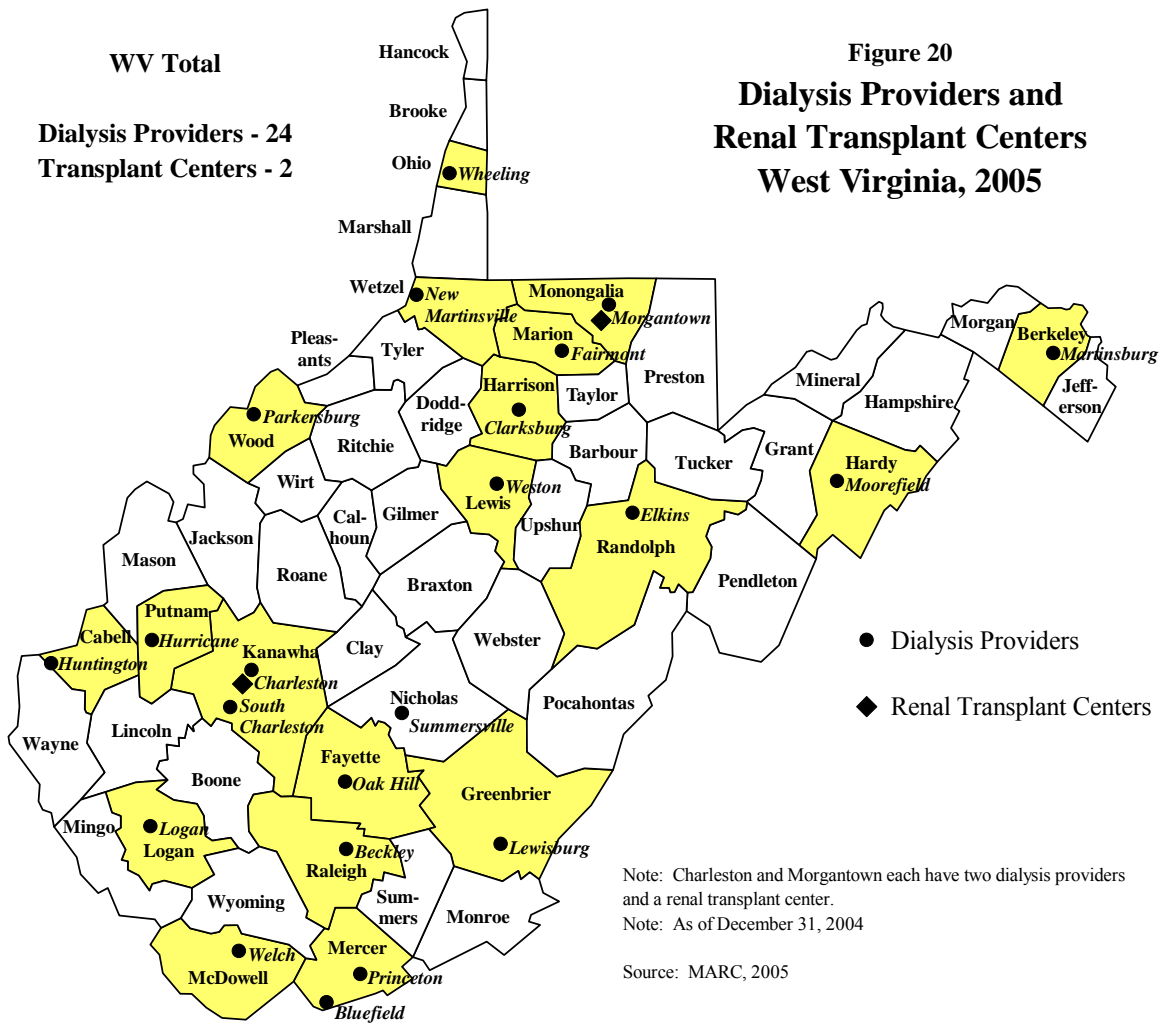 WV Total
Dialysis Providers - 24
Transplant Centers - 2
Figure 20
Dialysis Providers and
Renal Transplant Centers
West Virginia, 2005
Hancock
Brooke
Ohio
Wheeling
Marshall
Wetzel
New
Martinsville
Monongalia
Morgantown
Marion
Fairmont
Pleas-
ants
Tyler
Preston
Morgan
Berkeley
Martinsburg
Jeff-
erson
Mineral
Hampshire
Harrison
Clarksburg
Taylor
Dodd-
ridge
Parkersburg
Wood
Ritchie
Barbour
Tucker
Grant
Hardy
Moorefield
Wirt
Weston
Lewis
Upshur
Elkins
Randolph
Gilmer
Cal-
houn
Jackson
Mason
Roane
Braxton
Pendleton
Putnam
Hurricane
Cabell
Huntington
Kanawha
Charleston
South
Charleston
Clay
Webster
Nicholas
Summersville
Pocahontas
Dialysis Providers
Renal Transplant Centers
Wayne
Lincoln
Boone
Fayette
Oak Hill
Greenbrier
Lewisburg
Mingo
Logan
Logan
Beckley
Raleigh
Wyoming
Sum-
mers
Monroe
Welch
McDowell
Mercer
Princeton
Bluefield
Note: Charleston and Morgantown each have two dialysis providers
and a renal transplant center.
Note: As of December 31, 2004
Source: MARC, 2005